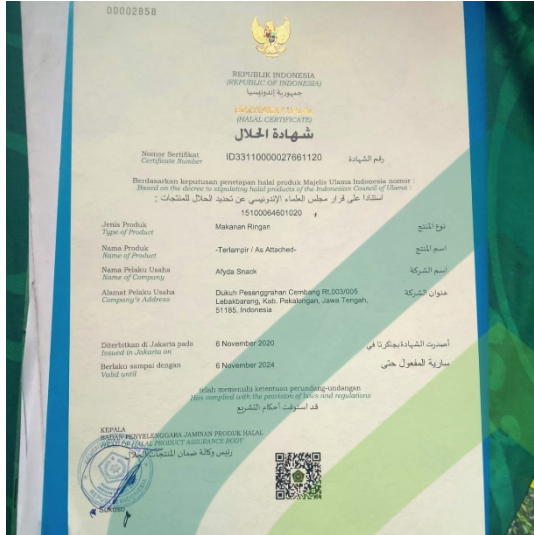 00002858
REPUBLIK INDONESIA
(REPUBLIC OF INDONESIA)
جمهورية إندونيسيا
(HALAL CERTIFICATE)
شهادة الحلال
Nomor Sertifikat ID33110000027661120 رقم الشهادة
Certificate Number
Berdasarkan keputusan penetapan halal produk Majelis Ulama Indonesia nomor :
Based on the decree to stipulating halal products of the Indonesian Council of Ulama :
استنادا على قرار مجلس العلماء الإندونيسي عن تحديد الحلال للمنتجات :
15100064601020
Jenis Produk Makanan Ringan نوع المنتج
Type of Product
Nama Produk -Terlampir / As Attached- اسم المنتج
Name of Product
Nama Pelaku Usaha Afyda Snack اسم الشركة
Name of Company
Alamat Pelaku Usaha Dukuh Pesanggrahan Cembang Rt.003/005 عنوان الشركة
Company's Address Lebakbarang, Kab. Pekalongan, Jawa Tengah,
51185, Indonesia
Diterbitkan di Jakarta pada 6 November 2020 أصدرت الشهادة بجاكرتا في
Issued in Jakarta on
Berlaku sampai dengan 6 November 2024 سارية المفعول حتى
Valid until
telah memenuhi ketentuan perundang-undangan
Has complied with the provision of laws and regulations
قد استوفت أحكام التشريع
KEPALA
BADAN PENYELENGGARA JAMINAN PRODUK HALAL
HEAD OF HALAL PRODUCT ASSURANCE BODY
رئيس وكالة ضمان المنتجات الحلال
Sukoso